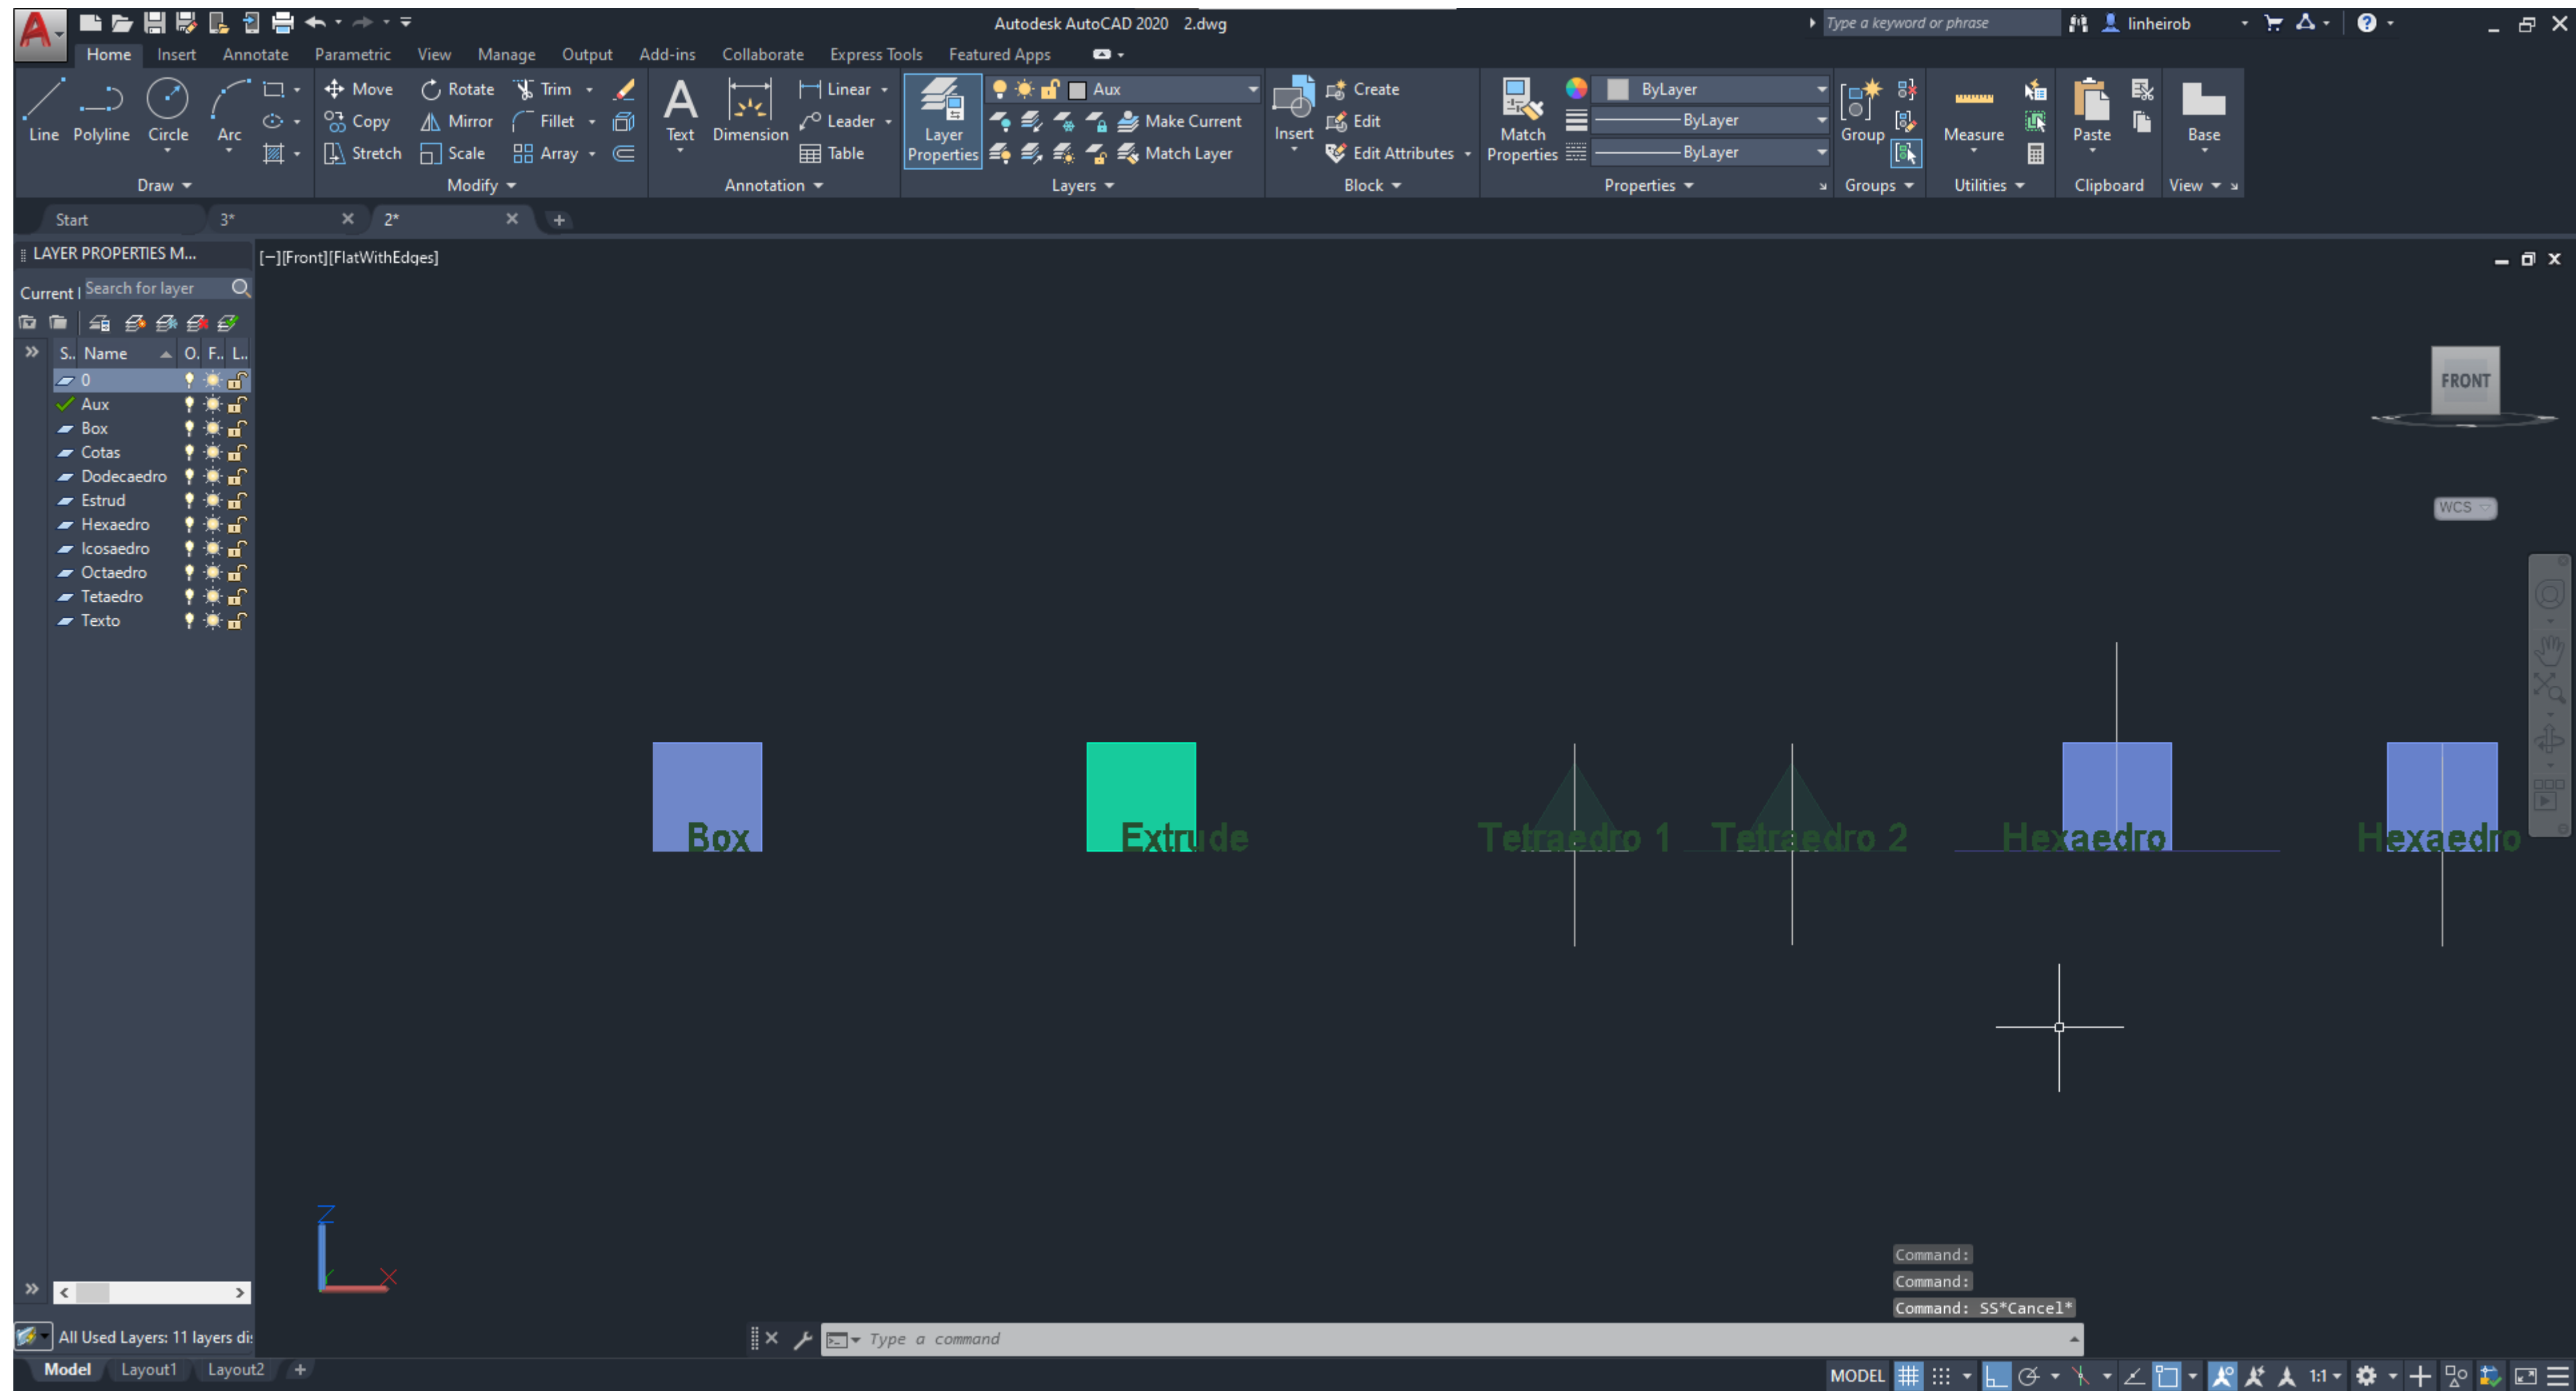 Autodesk AutoCAD 2020 2.dwg
Type a keyword or phrase
linheirob
Home Insert Annotate Parametric View Manage Output Add-ins Collaborate Express Tools Featured Apps
Line Polyline Circle Arc
Draw
Move Rotate Trim
Copy Mirror Fillet
Stretch Scale Array
Modify
Text Dimension
Linear
Leader
Table
Annotation
Layer Properties
Aux
Make Current
Match Layer
Layers
Insert
Create
Edit
Edit Attributes
Block
Match Properties
ByLayer
ByLayer
ByLayer
Properties
Group
Groups
Measure
Utilities
Paste
Clipboard
Base
View
Start 3* 2*
LAYER PROPERTIES M...
Current l Search for layer
S.. Name O. F.. L..
0
Aux
Box
Cotas
Dodecaedro
Estrud
Hexaedro
Icosaedro
Octaedro
Tetaedro
Texto
All Used Layers: 11 layers dis
[−][Front][FlatWithEdges]
FRONT
WCS
Box
Extrude
Tetraedro 1
Tetraedro 2
Hexaedro
Hexaedro
Z
X
Command:
Command:
Command: SS*Cancel*
Type a command
Model Layout1 Layout2
MODEL 1:1